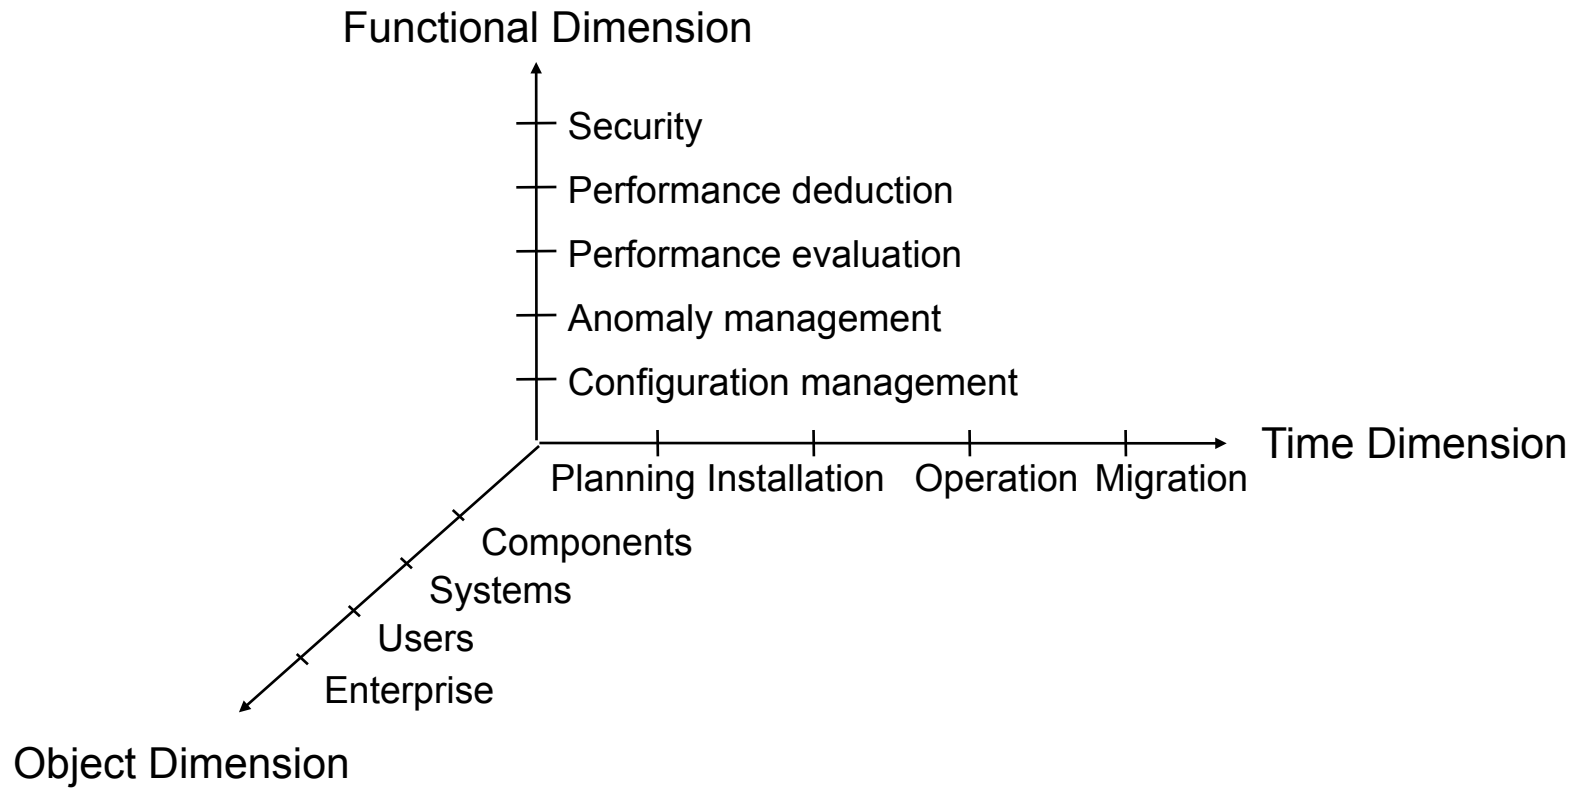 Functional Dimension
Security
Performance deduction
Performance evaluation
Anomaly management
Configuration management
Time Dimension
Planning Installation Operation Migration
Components
Systems
Users
Enterprise
Object Dimension